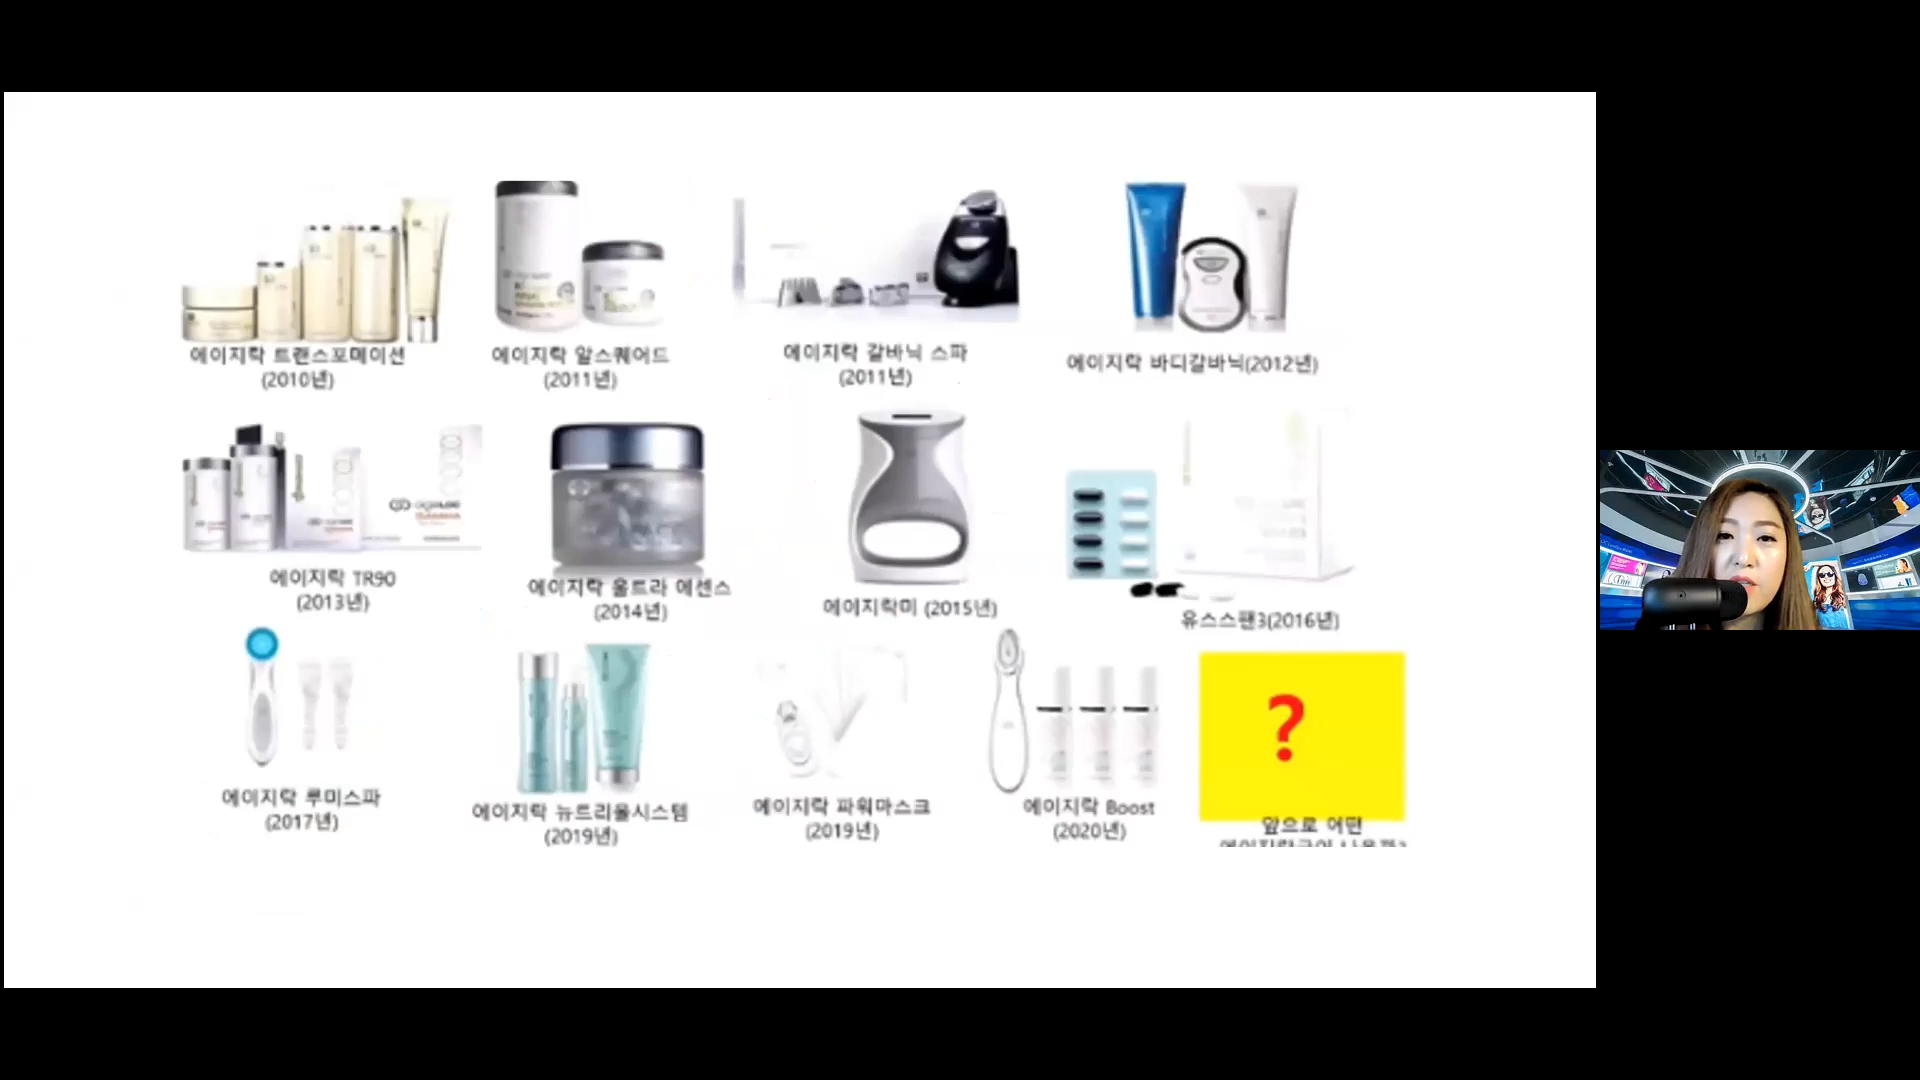 에이지락 트랜스포메이션
(2010년)
에이지락 알스퀘어드
(2011년)
에이지락 갈바닉 스파
(2011년)
에이지락 바디갈바닉(2012년)
에이지락 TR90
(2013년)
에이지락 울트라 에센스
(2014년)
에이지락미 (2015년)
유스스팬3(2016년)
에이지락 루미스파
(2017년)
에이지락 뉴트리올시스템
(2019년)
에이지락 파워마스크
(2019년)
에이지락 Boost
(2020년)
?
앞으로 어떤